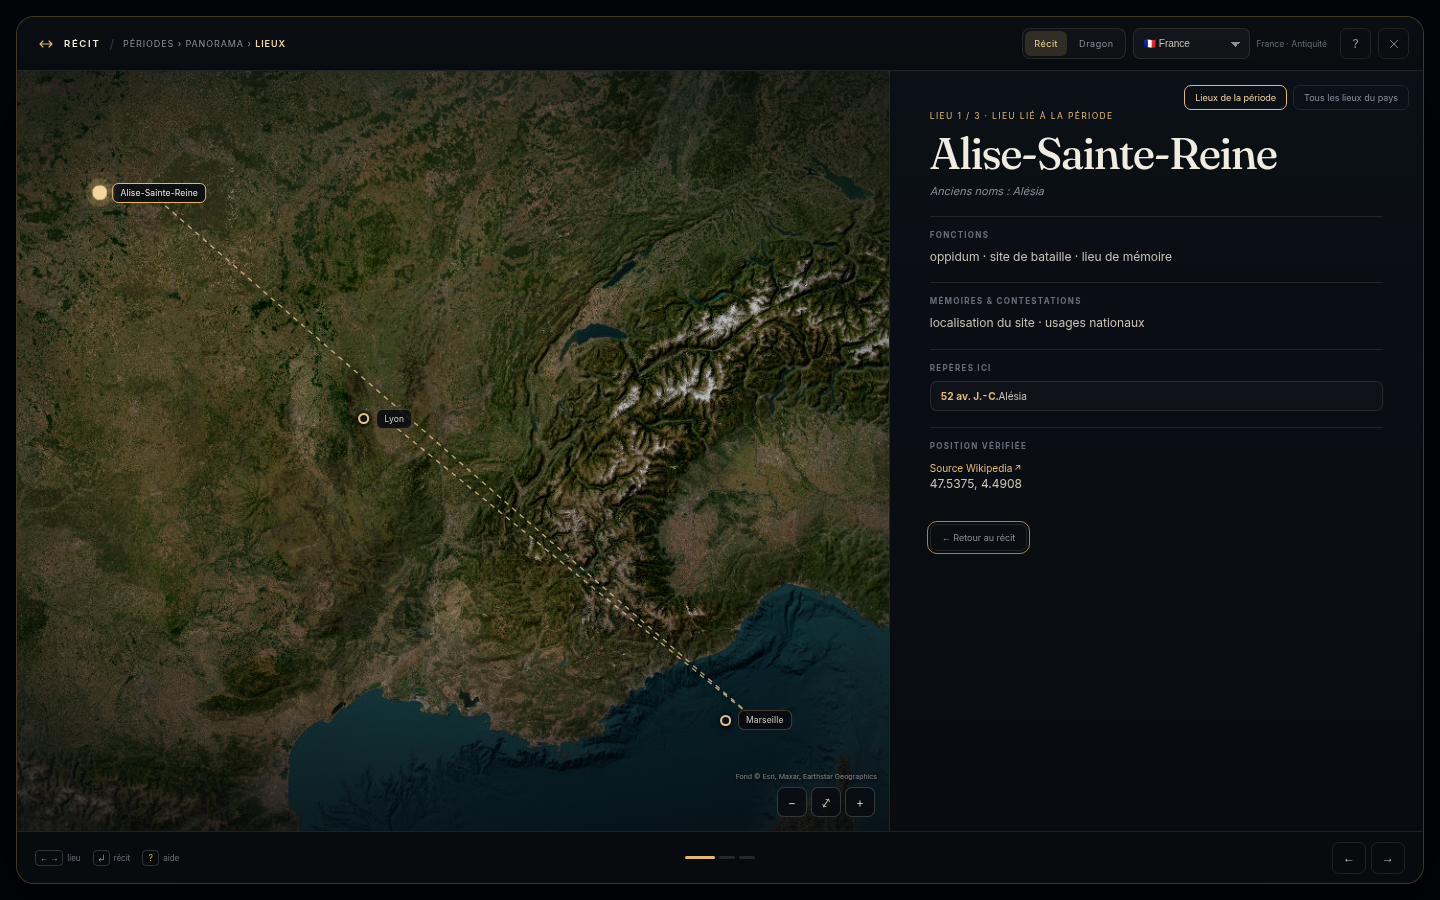 RÉCIT / PÉRIODES › PANORAMA › LIEUX
Récit Dragon France France · Antiquité ?
Lieux de la période Tous les lieux du pays
LIEU 1 / 3 · LIEU LIÉ À LA PÉRIODE
Alise-Sainte-Reine
Anciens noms : Alésia
FONCTIONS
oppidum · site de bataille · lieu de mémoire
MÉMOIRES & CONTESTATIONS
localisation du site · usages nationaux
REPÈRES ICI
52 av. J.-C.Alésia
POSITION VÉRIFIÉE
Source Wikipedia ↗
47.5375, 4.4908
← Retour au récit
Alise-Sainte-Reine
Lyon
Marseille
Fond © Esri, Maxar, Earthstar Geographics
− ⤢ +
← → lieu ↵ récit ? aide
← →